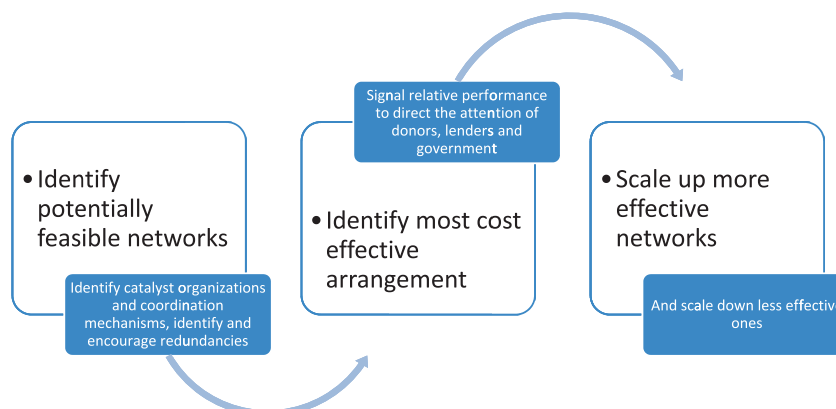 • Identify
potentially
feasible networks
Identify catalyst organizations
and coordination
mechanisms, identify and
encourage redundancies
Signal relative performance
to direct the attention of
donors, lenders and
government
• Identify most cost
effective
arrangement
• Scale up more
effective
networks
And scale down less effective
ones